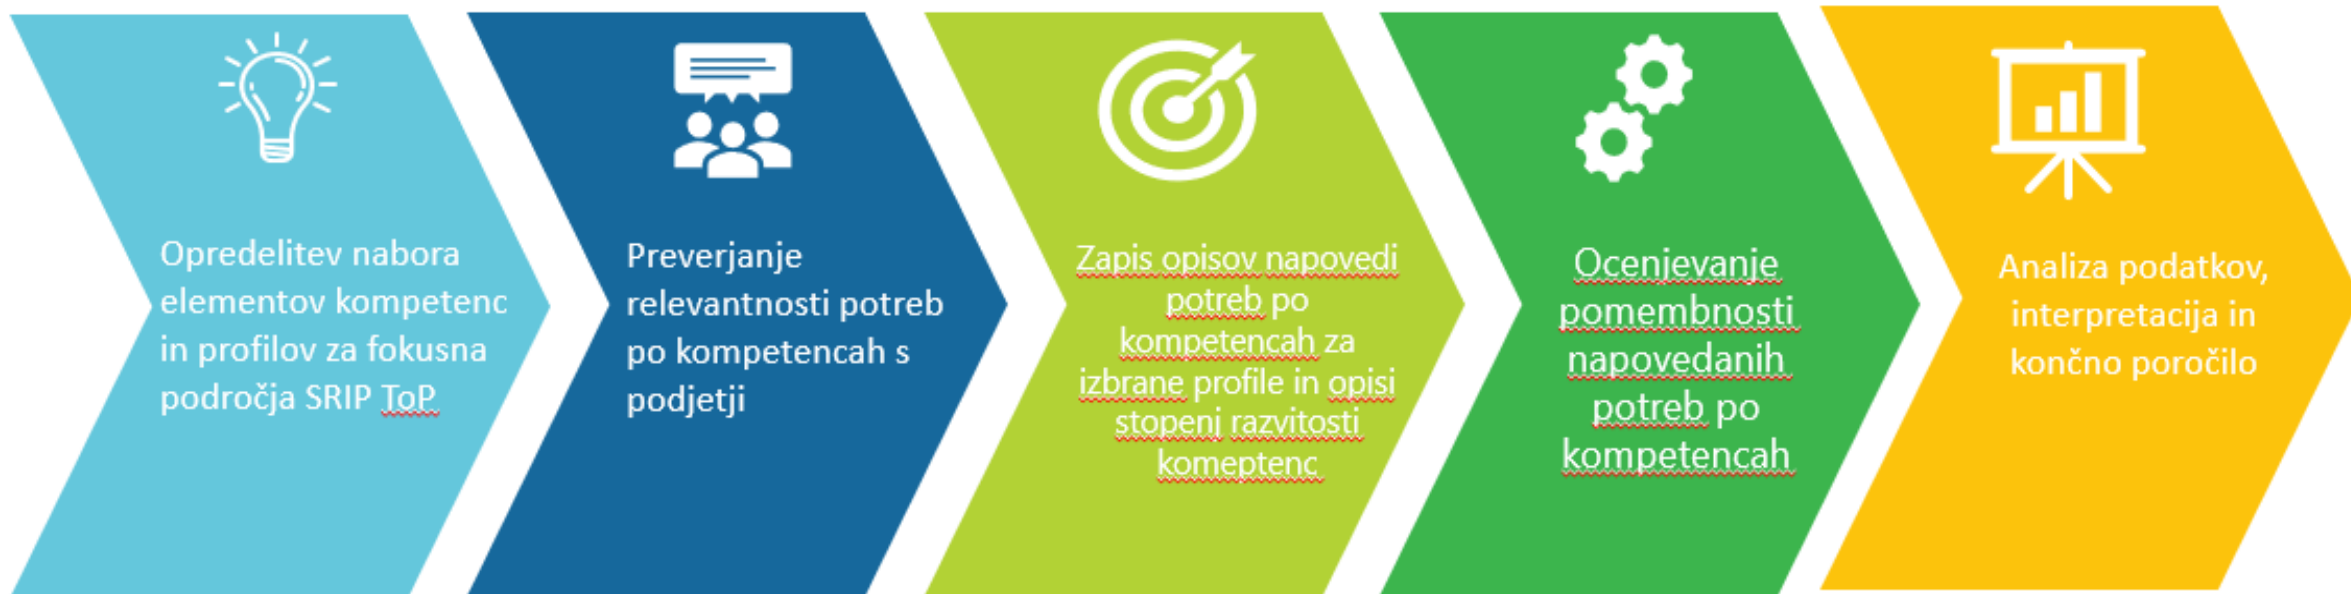 Opredelitev nabora
elementov kompetenc
in profilov za fokusna
področja SRIP ToP
Preverjanje
relevantnosti potreb
po kompetencah s
podjetji
Zapis opisov napovedi
potreb po
kompetencah za
izbrane profile in opisi
stopenj razvitosti
komeptenc
Ocenjevanje
pomembnosti
napovedanih
potreb po
kompetencah
Analiza podatkov,
interpretacija in
končno poročilo